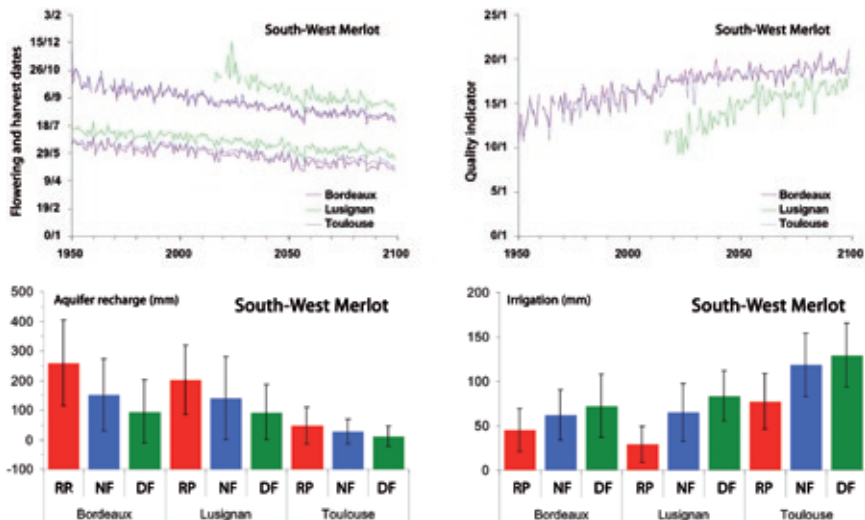 South-West Merlot
Flowering and harvest dates
3/2
15/12
26/10
6/9
18/7
29/5
9/4
19/2
0/1
Bordeaux
Lusignan
Toulouse
1950
2000
2050
2100
South-West Merlot
Quality indicator
25/1
20/1
15/1
10/1
5/1
0/1
Bordeaux
Lusignan
Toulouse
1950
2000
2050
2100
Aquifer recharge (mm)
South-West Merlot
500
400
300
200
100
0
-100
RR NF DF RP NF DF RP NF DF
Bordeaux Lusignan Toulouse
Irrigation (mm)
South-West Merlot
200
150
100
50
0
RP NF DF RP NF DF RP NF DF
Bordeaux Lusignan Toulouse